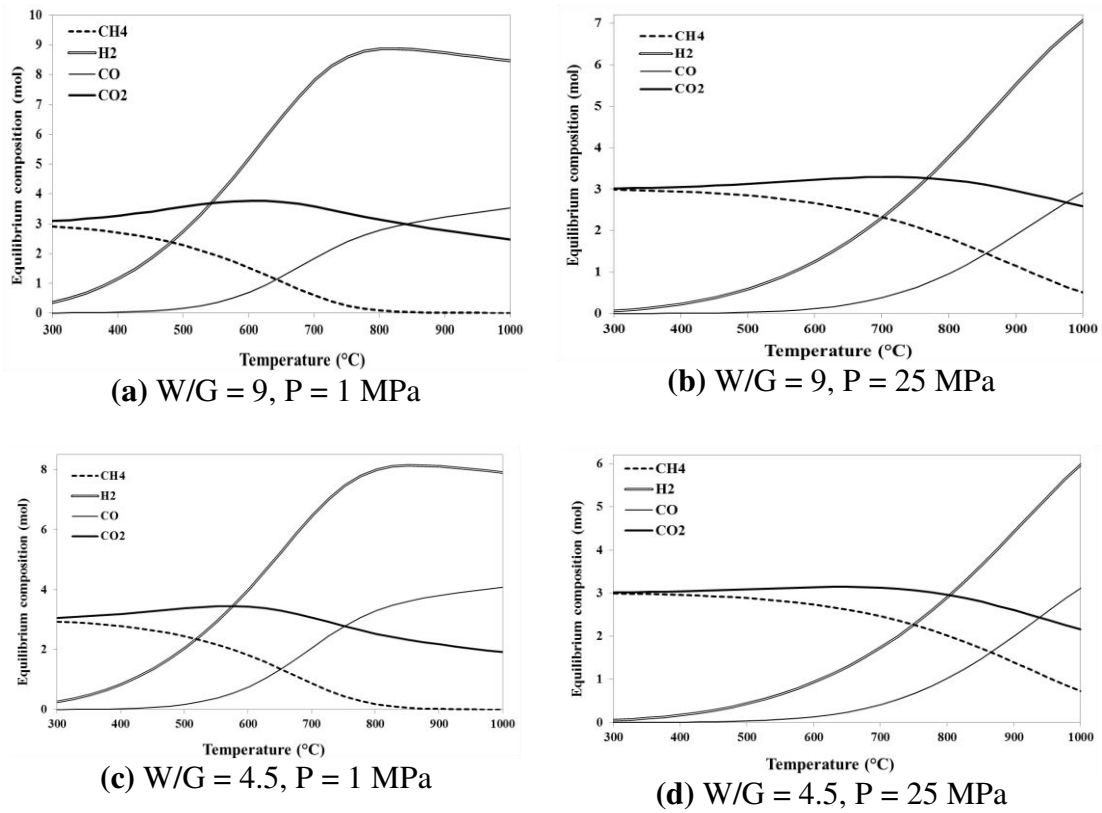 10
9
8
7
6
5
4
3
2
1
0
Equilibrium composition (mol)
CH4
H2
CO
CO2
300 400 500 600 700 800 900 1000
Temperature (°C)
(a) W/G = 9, P = 1 MPa
7
6
5
4
3
2
1
0
Equilibrium composition (mol)
CH4
H2
CO
CO2
300 400 500 600 700 800 900 1000
Temperature (°C)
(b) W/G = 9, P = 25 MPa
8
6
4
2
0
Equilibrium composition (mol)
CH4
H2
CO
CO2
300 400 500 600 700 800 900 1000
Temperature (°C)
(c) W/G = 4.5, P = 1 MPa
6
5
4
3
2
1
0
Equilibrium composition (mol)
CH4
H2
CO
CO2
300 400 500 600 700 800 900 1000
Temperature (°C)
(d) W/G = 4.5, P = 25 MPa